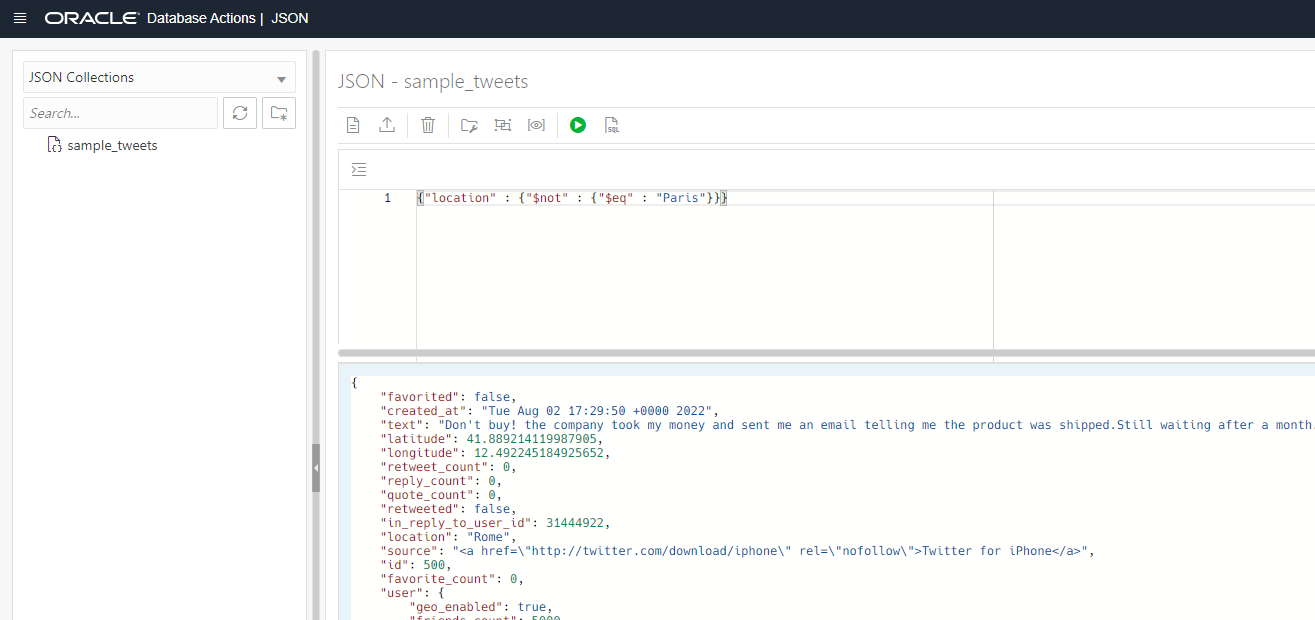 ORACLE Database Actions | JSON
JSON Collections
Search...
sample_tweets
JSON - sample_tweets
SQL
1 {"location" : {"$not" : {"$eq" : "Paris"}}}
{
"favorited": false,
"created_at": "Tue Aug 02 17:29:50 +0000 2022",
"text": "Don't buy! the company took my money and sent me an email telling me the product was shipped.Still waiting after a month.
"latitude": 41.889214119987905,
"longitude": 12.492245184925652,
"retweet_count": 0,
"reply_count": 0,
"quote_count": 0,
"retweeted": false,
"in_reply_to_user_id": 31444922,
"location": "Rome",
"source": "<a href=\"http://twitter.com/download/iphone\" rel=\"nofollow\">Twitter for iPhone</a>",
"id": 500,
"favorite_count": 0,
"user": {
"geo_enabled": true,
"friends_count": 5000